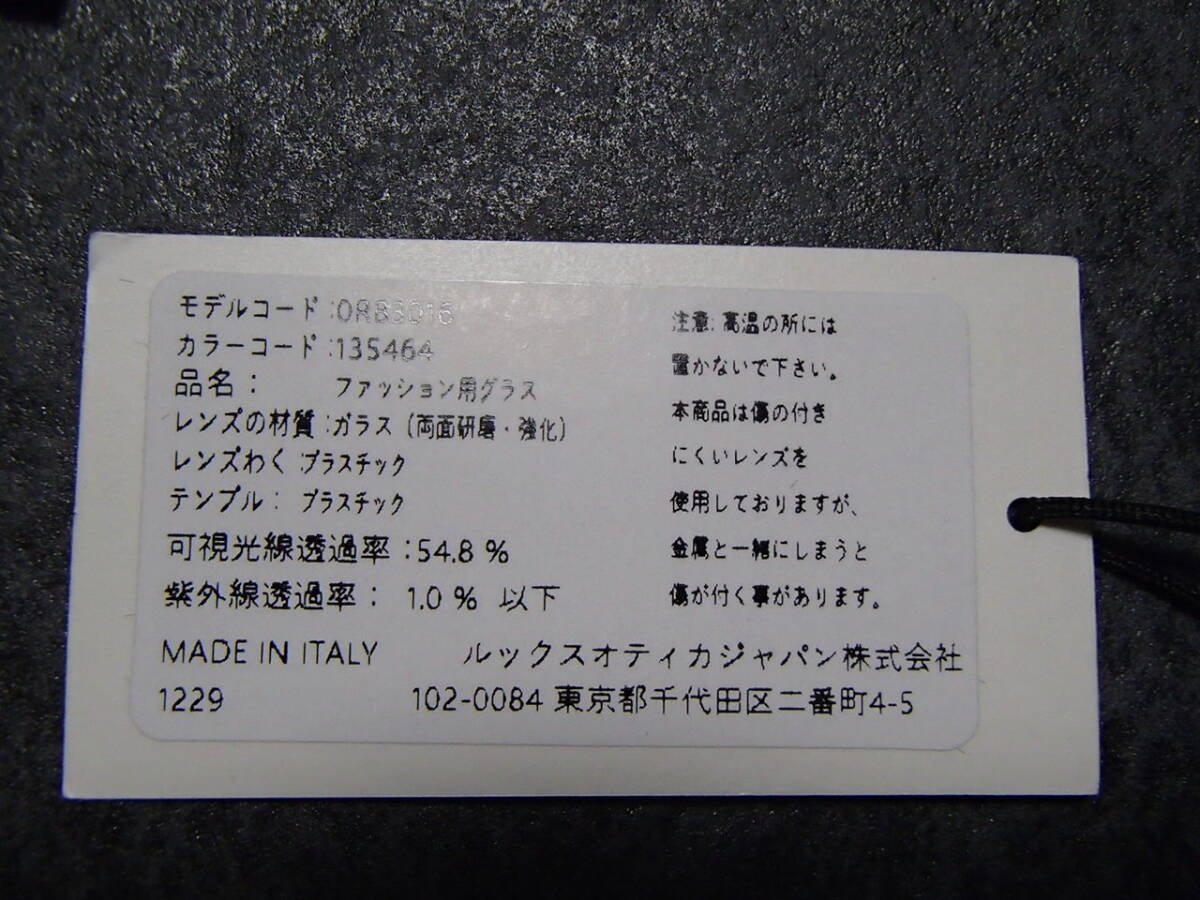 モデルコード:0RB3016
カラーコード:135464
品名: ファッション用グラス
レンズの材質:ガラス (両面研磨・強化)
レンズわく:プラスチック
テンプル: プラスチック
可視光線透過率:54.8 %
紫外線透過率: 1.0 % 以下
MADE IN ITALY
1229
注意: 高温の所には
置かないで下さい。
本商品は傷の付き
にくいレンズを
使用しておりますが、
金属と一緒にしまうと
傷が付く事があります。
ルックスオティカジャパン株式会社
102-0084 東京都千代田区二番町4-5